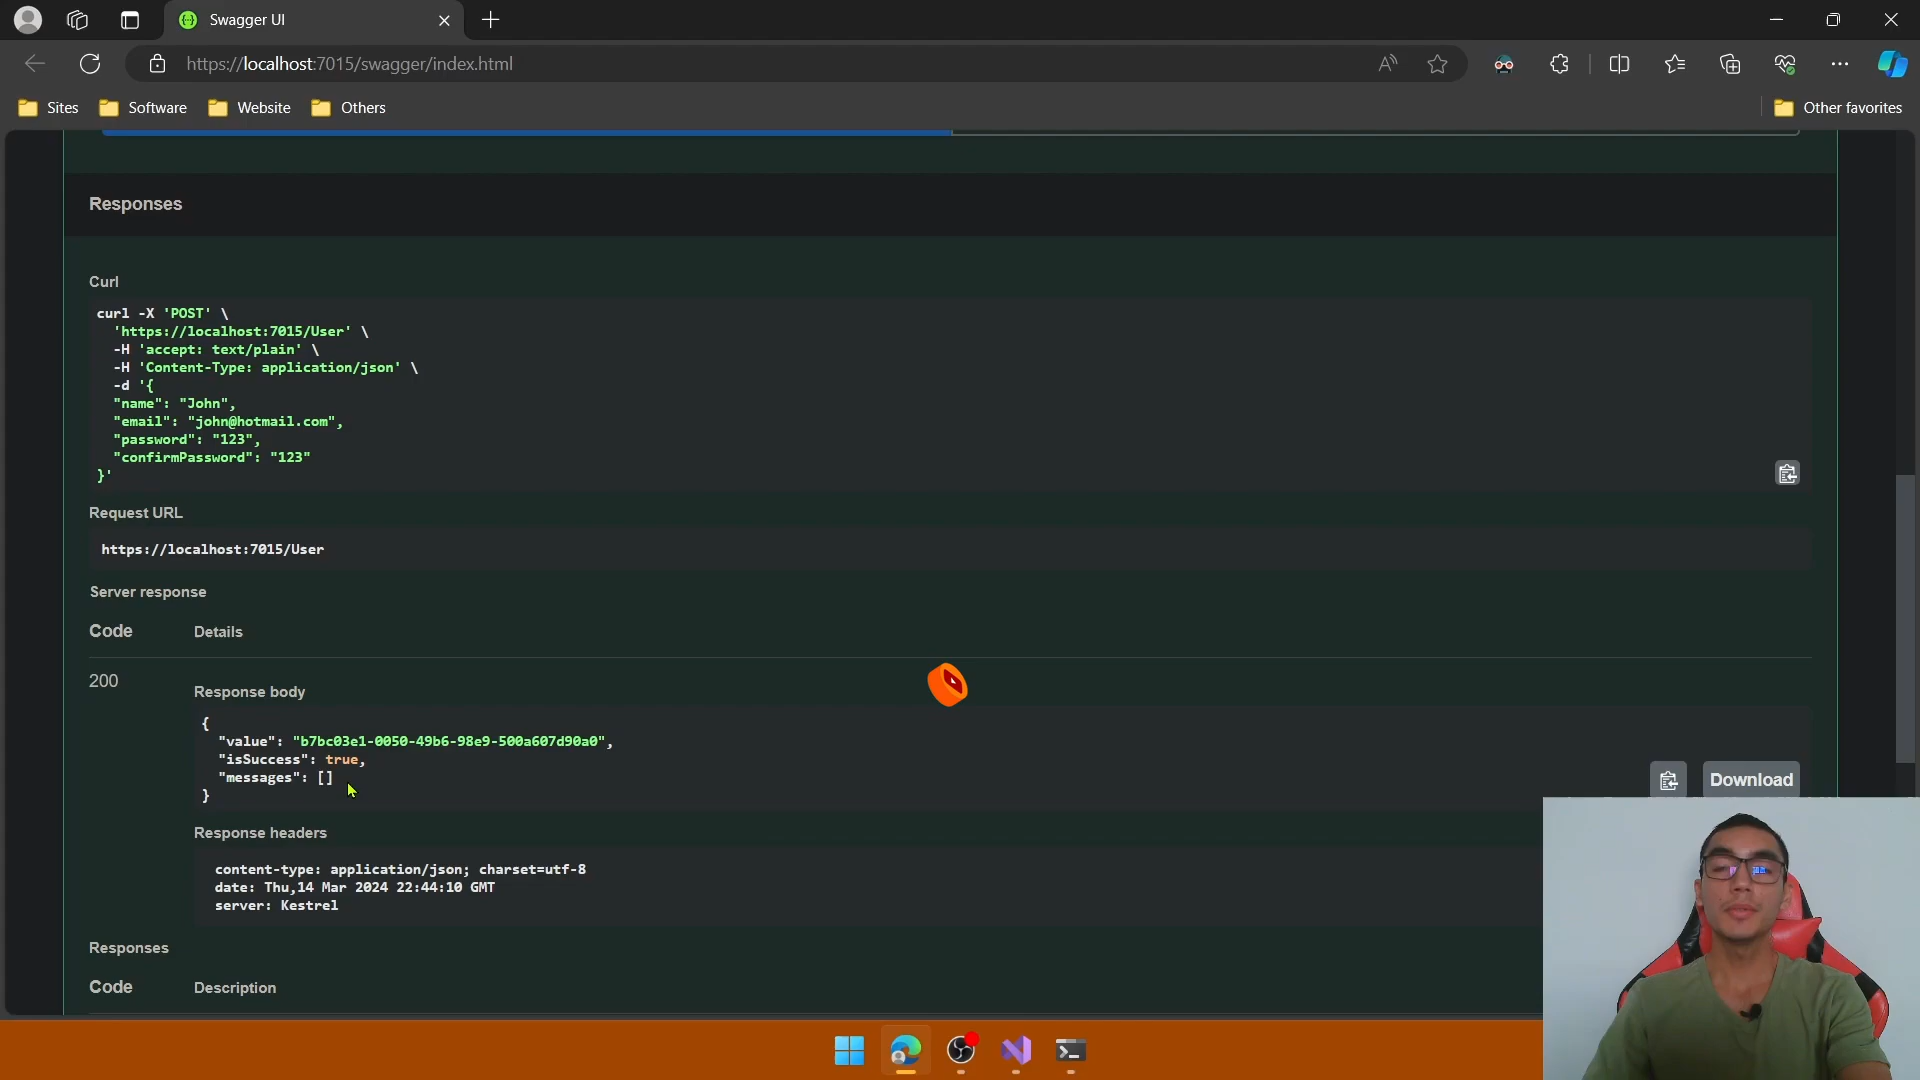 Swagger UI
https://localhost:7015/swagger/index.html
Sites
Software
Website
Others
Other favorites
Responses
Curl
curl -X 'POST' \
'https://localhost:7015/User' \
-H 'accept: text/plain' \
-H 'Content-Type: application/json' \
-d '{
"name": "John",
"email": "john@hotmail.com",
"password": "123",
"confirmPassword": "123"
}'
Request URL
https://localhost:7015/User
Server response
Code
Details
200
Response body
{
"value": "b7bc03e1-0050-49b6-98e9-500a607d90a0",
"isSuccess": true,
"messages": []
}
Download
Response headers
content-type: application/json; charset=utf-8
date: Thu,14 Mar 2024 22:44:10 GMT
server: Kestrel
Responses
Code
Description